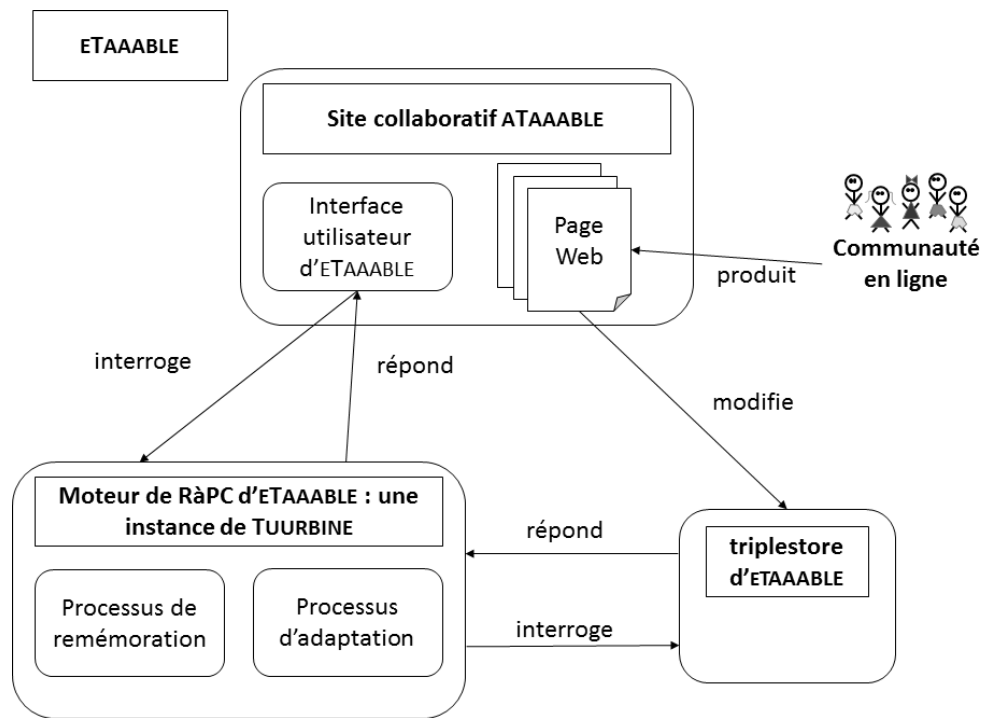 eTAAABLE
Site collaboratif ATAAABLE
Interface
utilisateur
d'eTAAABLE
Page
Web
Communauté
en ligne
produit
interroge
répond
modifie
Moteur de RàPC d'eTAAABLE : une
instance de TUURBINE
Processus de
remémoration
Processus
d'adaptation
répond
interroge
triplestore
d'ETAAABLE